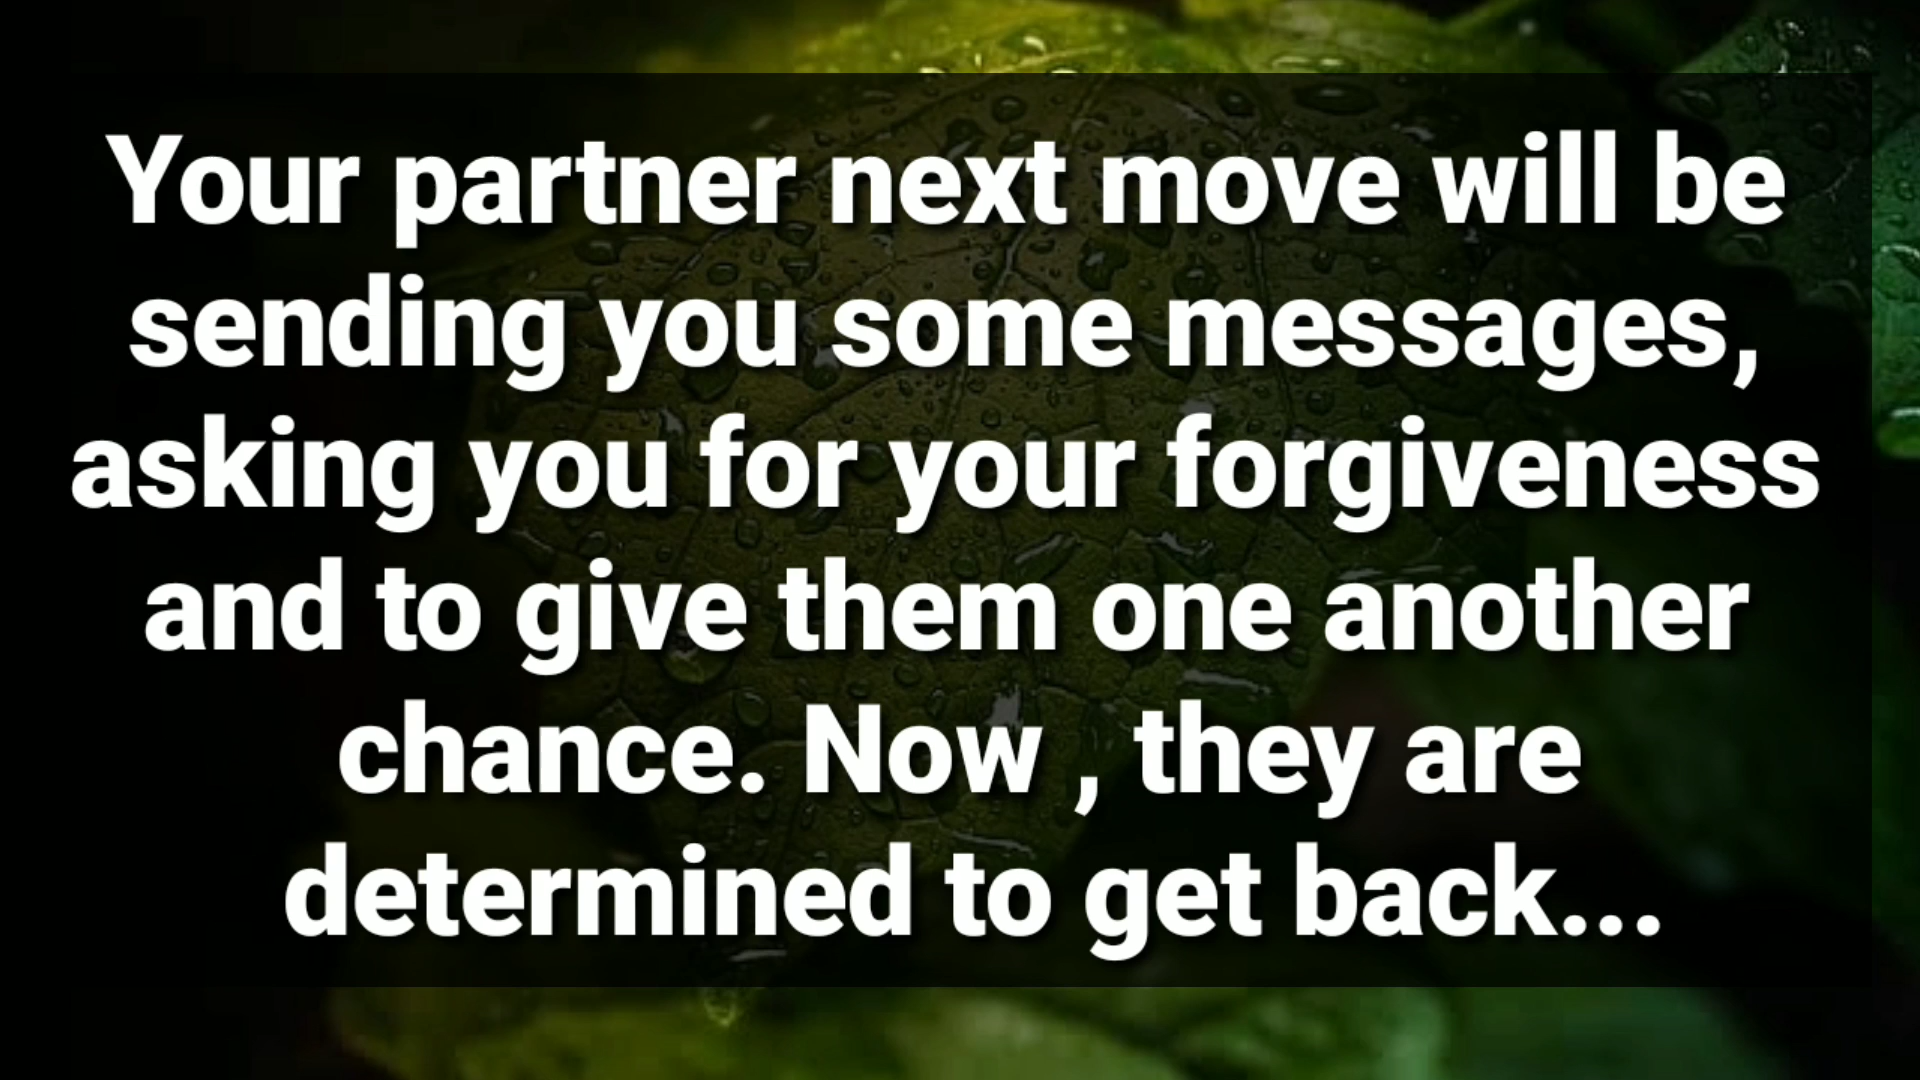 Your partner next move will be
sending you some messages,
asking you for your forgiveness
and to give them one another
chance. Now , they are
determined to get back...